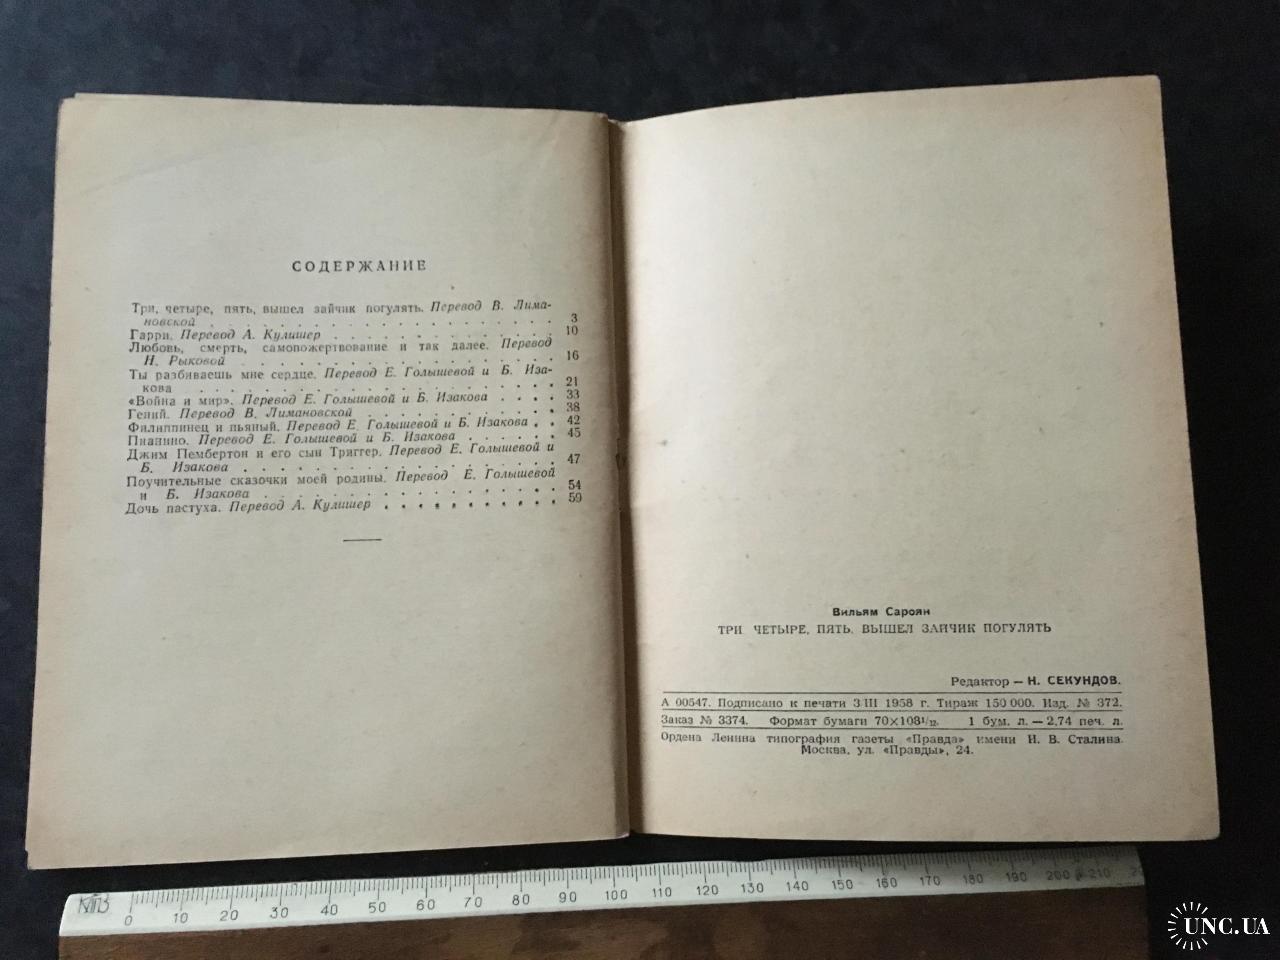 СОДЕРЖАНИЕ
Три, четыре, пять, вышел зайчик погулять. Перевод В. Лима-
новской . . . . . . . . . . . . . . . . . . . . 3
Гарри. Перевод А. Кулишер . . . . . . . . . . . . 10
Любовь, смерть, самопожертвование и так далее. Перевод
Н. Рыковой . . . . . . . . . . . . . . . . . . 16
Ты разбиваешь мне сердце. Перевод Е. Голышевой и Б. Иза-
кова . . . . . . . . . . . . . . . . . . . . . 21
«Война и мир». Перевод Е. Голышевой и Б. Изакова . . . . 33
Гений. Перевод В. Лимановской . . . . . . . . . . 38
Филиппинец и пьяный. Перевод Е. Голышевой и Б. Изакова . . 42
Пианино. Перевод Е. Голышевой и Б. Изакова . . . . . . 45
Джим Пембертон и его сын Триггер. Перевод Е. Голышевой и
Б. Изакова . . . . . . . . . . . . . . . . . . 47
Поучительные сказочки моей родины. Перевод Е. Голышевой
и Б. Изакова . . . . . . . . . . . . . . . . . 54
Дочь пастуха. Перевод А. Кулишер . . . . . . . . . . 59
Вильям Сароян
ТРИ ЧЕТЫРЕ, ПЯТЬ, ВЫШЕЛ ЗАЙЧИК ПОГУЛЯТЬ
Редактор — Н. СЕКУНДОВ.
А 00547. Подписано к печати 3/III 1958 г. Тираж 150 000. Изд. № 372.
Заказ № 3374. Формат бумаги 70×108¹/₁₂. 1 бум. л. — 2,74 печ. л.
Ордена Ленина типография газеты «Правда» имени И. В. Сталина.
Москва, ул. «Правды», 24.
МПЗ
0 10 20 30 40 50 60 70 80 90 100 110 120 130 140 150 160 170 180 190 200 210
UNC.UA